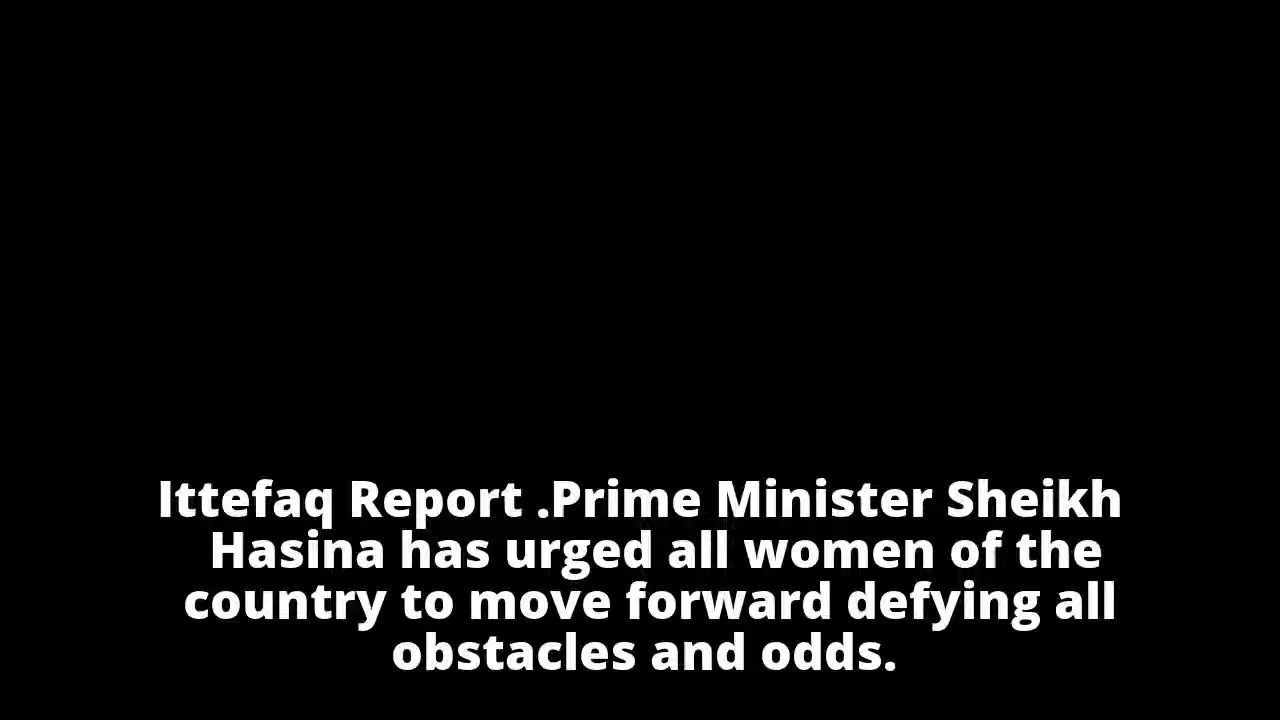 Ittefaq Report .Prime Minister Sheikh
Hasina has urged all women of the
country to move forward defying all
obstacles and odds.